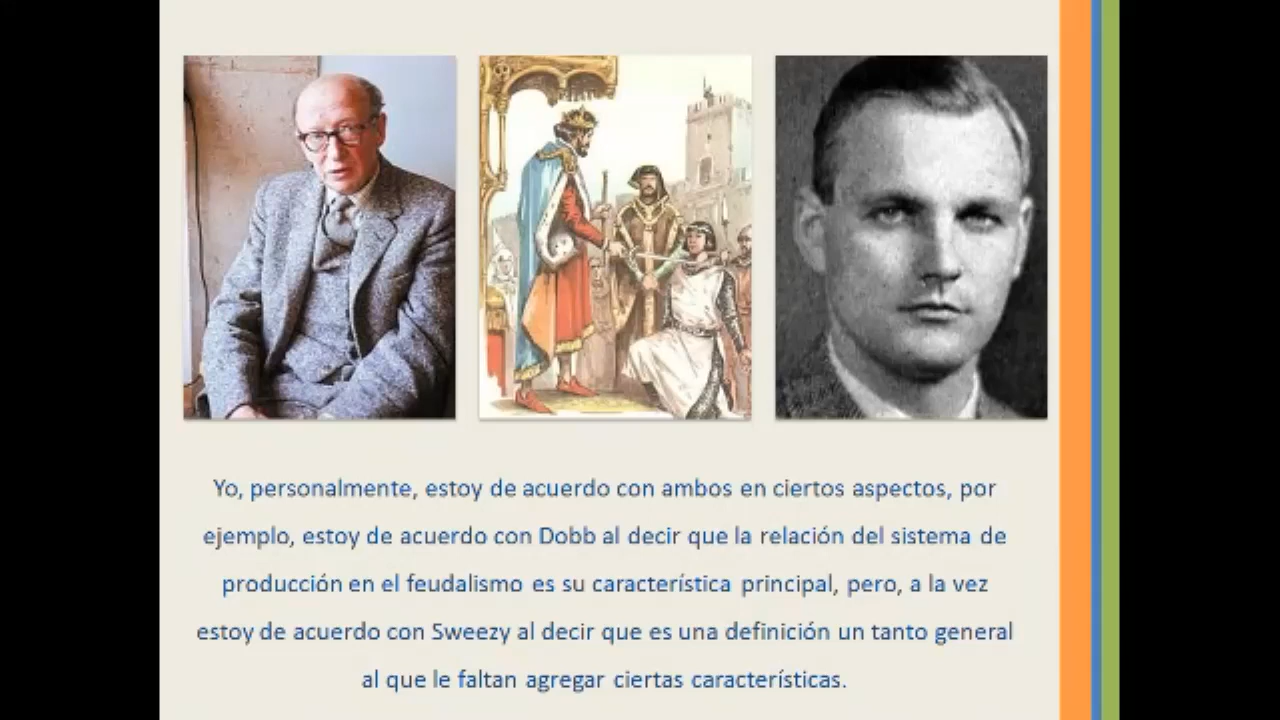 Yo, personalmente, estoy de acuerdo con ambos en ciertos aspectos, por
ejemplo, estoy de acuerdo con Dobb al decir que la relación del sistema de
producción en el feudalismo es su característica principal, pero, a la vez
estoy de acuerdo con Sweezy al decir que es una definición un tanto general
al que le faltan agregar ciertas características.